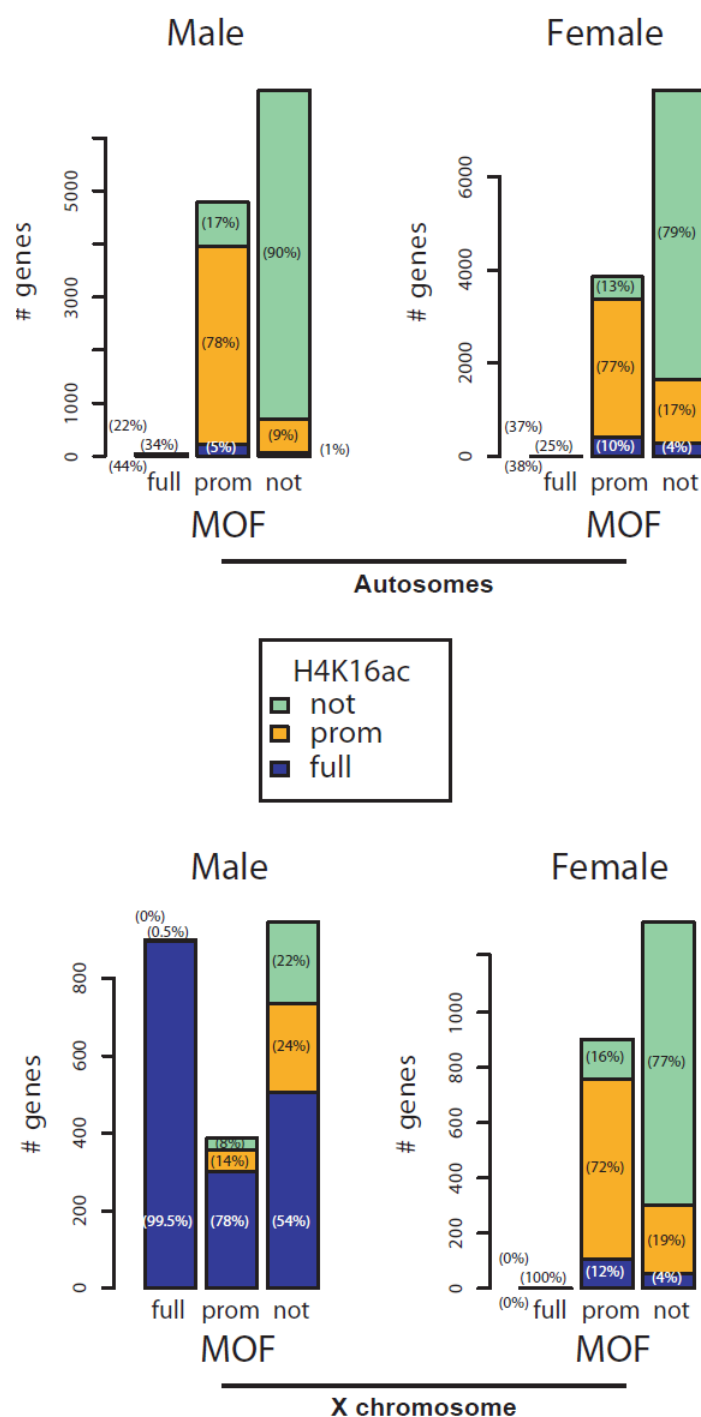 Male
Female
# genes
0 1000 3000 5000
(22%)
(34%)
(44%)
(17%)
(78%)
(5%)
(90%)
(9%)
(1%)
full prom not
MOF
# genes
0 2000 4000 6000
(37%)
(25%)
(38%)
(13%)
(77%)
(10%)
(79%)
(17%)
(4%)
full prom not
MOF
Autosomes
H4K16ac
not
prom
full
Male
Female
# genes
0 200 400 600 800
(0%)
(0.5%)
(99.5%)
(8%)
(14%)
(78%)
(22%)
(24%)
(54%)
full prom not
MOF
# genes
0 200 400 600 800 1000
(0%)
(100%)
(0%)
(16%)
(72%)
(12%)
(77%)
(19%)
(4%)
full prom not
MOF
X chromosome